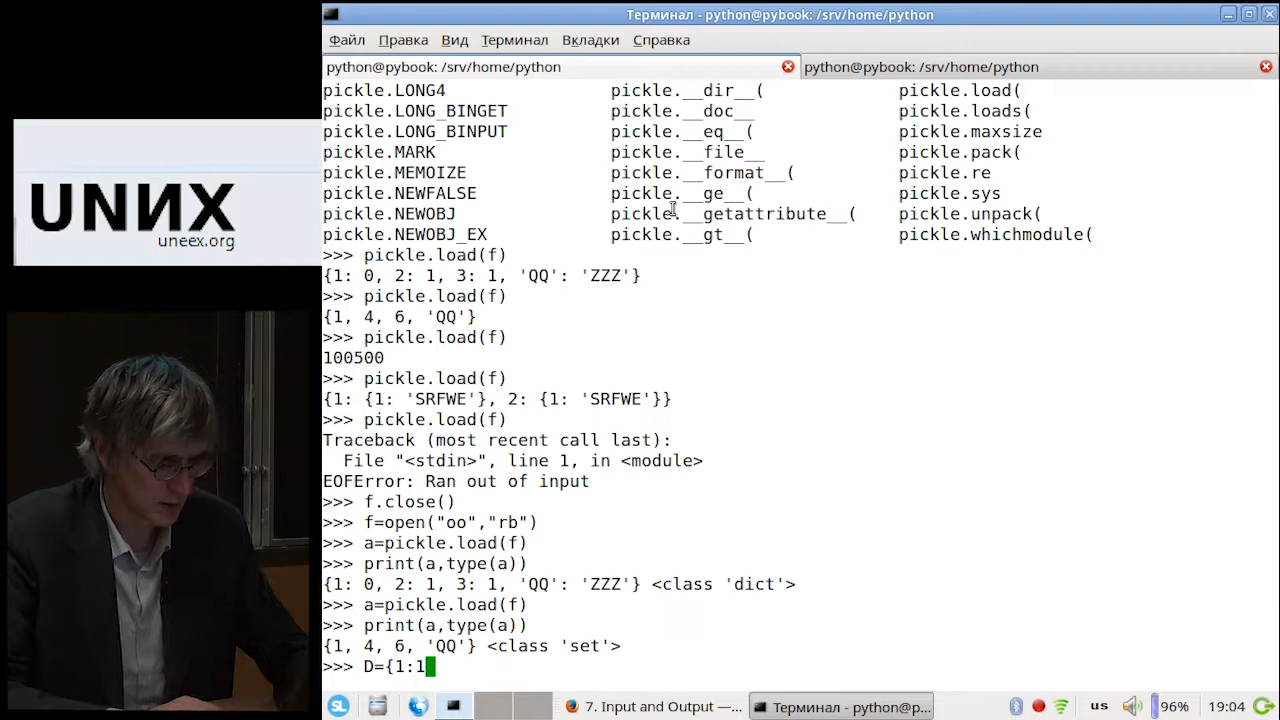 Терминал - python@pybook: /srv/home/python
Файл Правка Вид Терминал Вкладки Справка
python@pybook: /srv/home/python python@pybook: /srv/home/python
UNИX
uneex.org
pickle.LONG4 pickle.__dir__( pickle.load(
pickle.LONG_BINGET pickle.__doc__ pickle.loads(
pickle.LONG_BINPUT pickle.__eq__( pickle.maxsize
pickle.MARK pickle.__file__ pickle.pack(
pickle.MEMOIZE pickle.__format__( pickle.re
pickle.NEWFALSE pickle.__ge__( pickle.sys
pickle.NEWOBJ pickle.__getattribute__( pickle.unpack(
pickle.NEWOBJ_EX pickle.__gt__( pickle.whichmodule(
>>> pickle.load(f)
{1: 0, 2: 1, 3: 1, 'QQ': 'ZZZ'}
>>> pickle.load(f)
{1, 4, 6, 'QQ'}
>>> pickle.load(f)
100500
>>> pickle.load(f)
{1: {1: 'SRFWE'}, 2: {1: 'SRFWE'}}
>>> pickle.load(f)
Traceback (most recent call last):
  File "<stdin>", line 1, in <module>
EOFError: Ran out of input
>>> f.close()
>>> f=open("oo","rb")
>>> a=pickle.load(f)
>>> print(a,type(a))
{1: 0, 2: 1, 3: 1, 'QQ': 'ZZZ'} <class 'dict'>
>>> a=pickle.load(f)
>>> print(a,type(a))
{1, 4, 6, 'QQ'} <class 'set'>
>>> D={1:1
7. Input and Output —... Терминал - python@p... us 96% 19:04